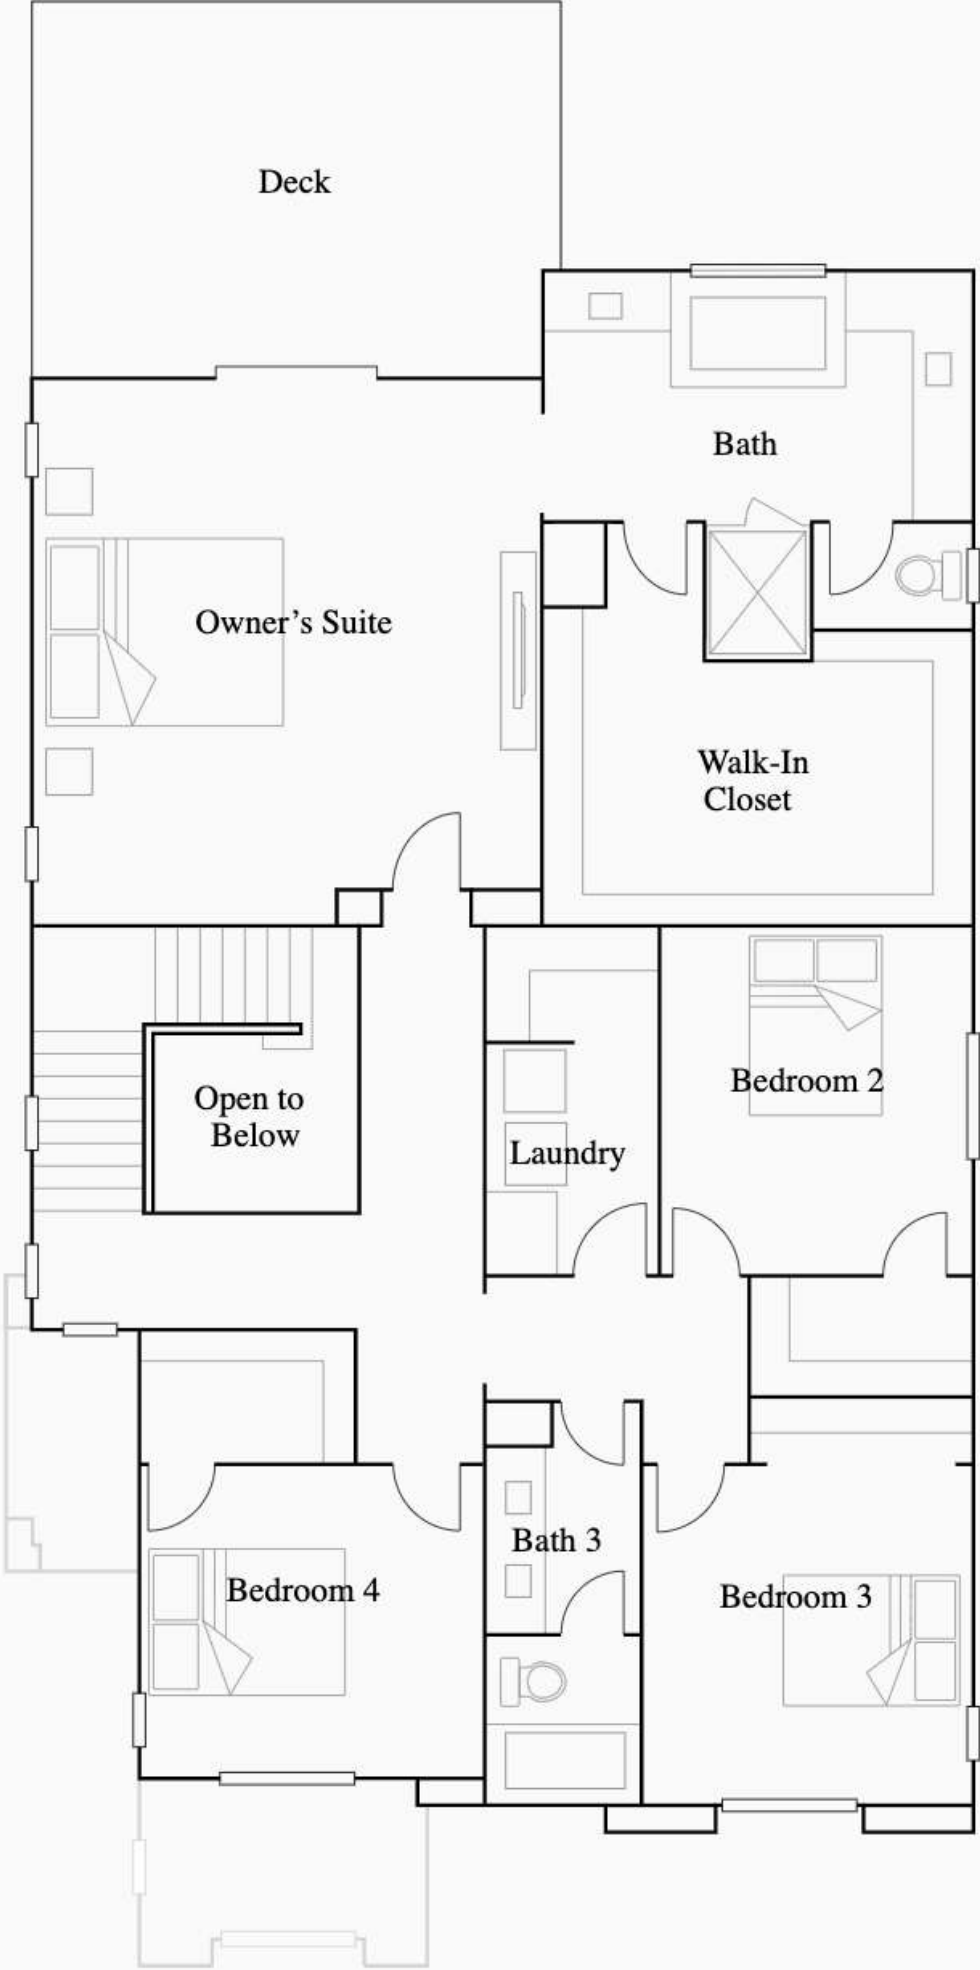 Deck
Bath
Owner’s Suite
Walk-In
Closet
Bedroom 2
Open to
Below
Laundry
Bath 3
Bedroom 4
Bedroom 3